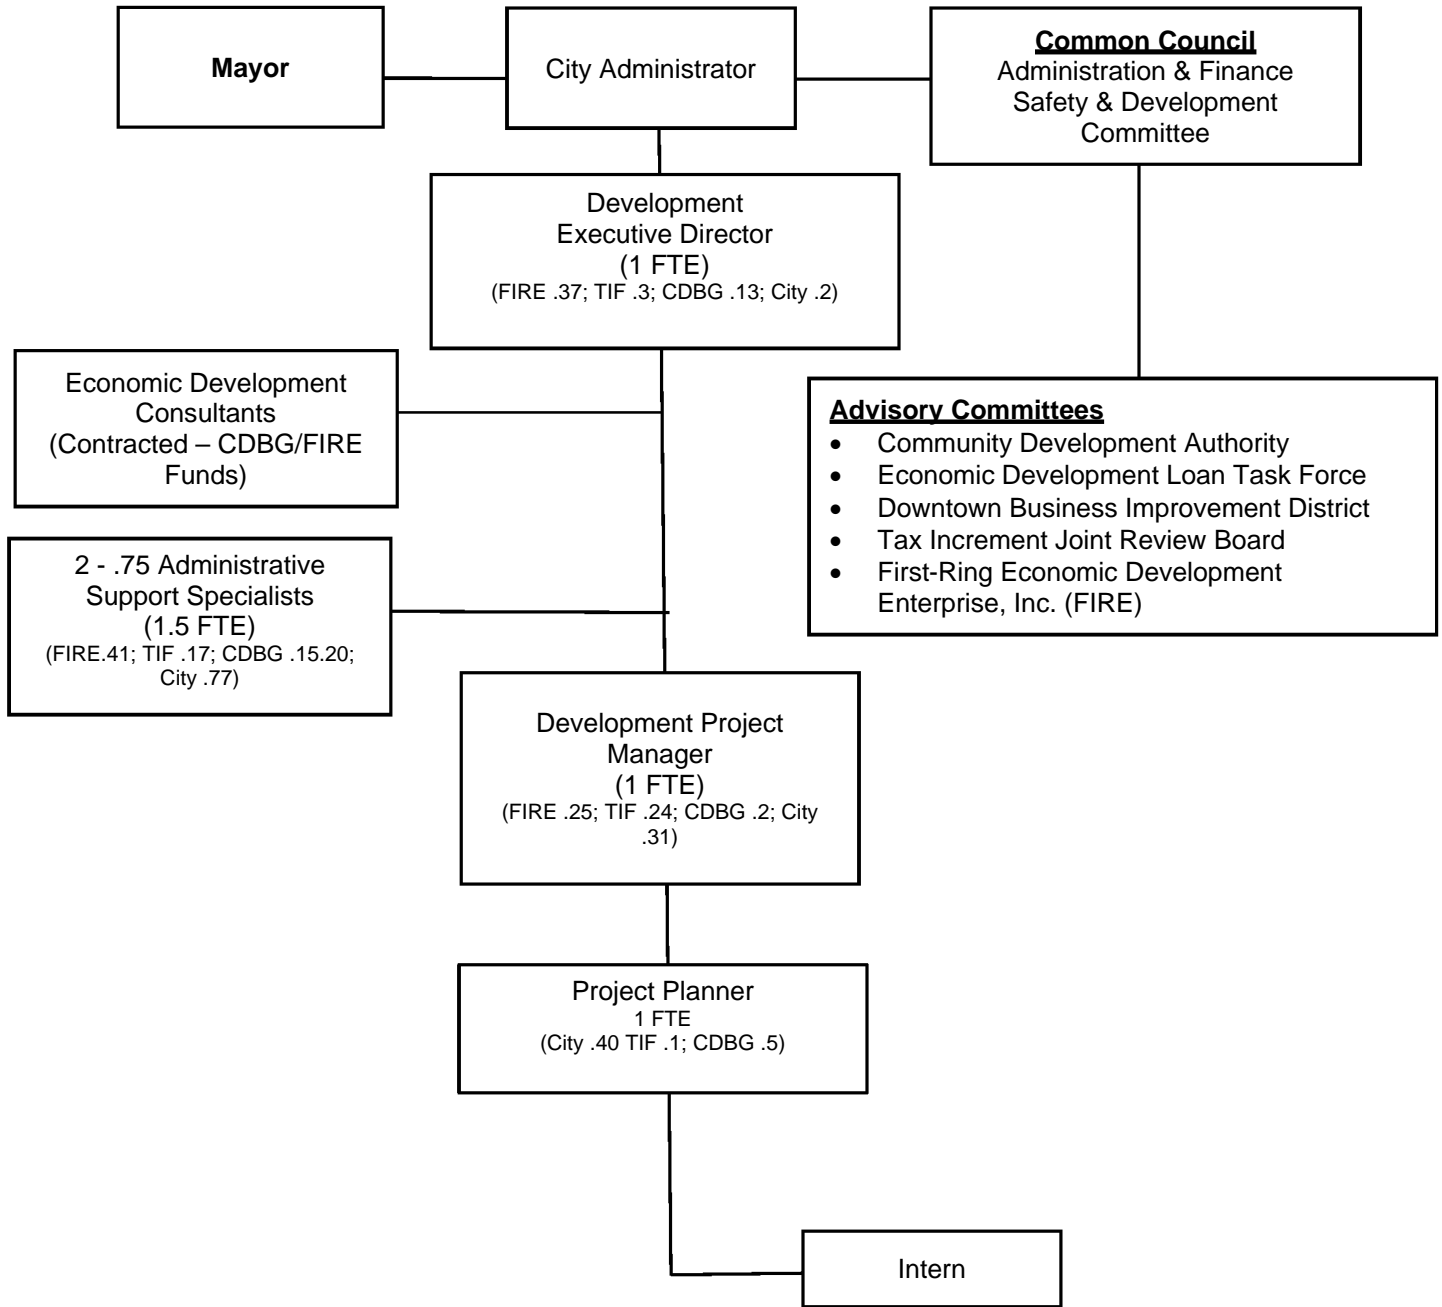 Mayor
City Administrator
Common Council
Administration & Finance
Safety & Development
Committee
Development
Executive Director
(1 FTE)
(FIRE .37; TIF .3; CDBG .13; City .2)
Economic Development
Consultants
(Contracted – CDBG/FIRE
Funds)
Advisory Committees
• Community Development Authority
• Economic Development Loan Task Force
• Downtown Business Improvement District
• Tax Increment Joint Review Board
• First-Ring Economic Development
Enterprise, Inc. (FIRE)
2 - .75 Administrative
Support Specialists
(1.5 FTE)
(FIRE.41; TIF .17; CDBG .15.20;
City .77)
Development Project
Manager
(1 FTE)
(FIRE .25; TIF .24; CDBG .2; City
.31)
Project Planner
1 FTE
(City .40 TIF .1; CDBG .5)
Intern